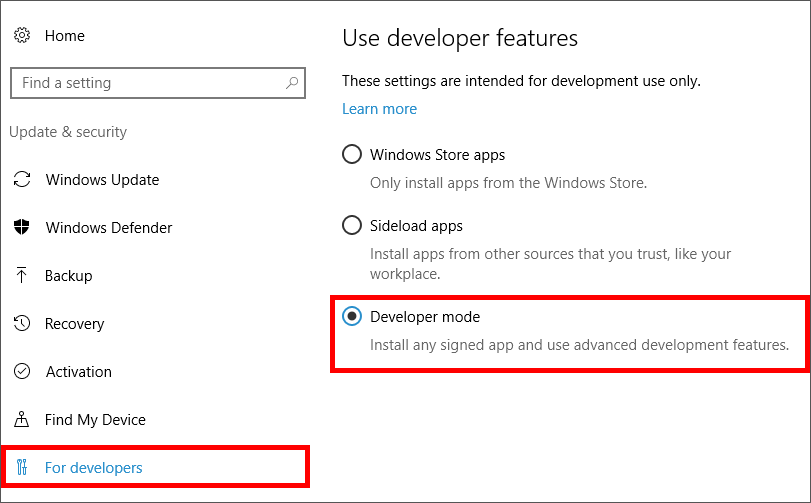 Home
Find a setting
Update & security
Windows Update
Windows Defender
Backup
Recovery
Activation
Find My Device
For developers
Use developer features
These settings are intended for development use only.
Learn more
Windows Store apps
Only install apps from the Windows Store.
Sideload apps
Install apps from other sources that you trust, like your
workplace.
Developer mode
Install any signed app and use advanced development features.